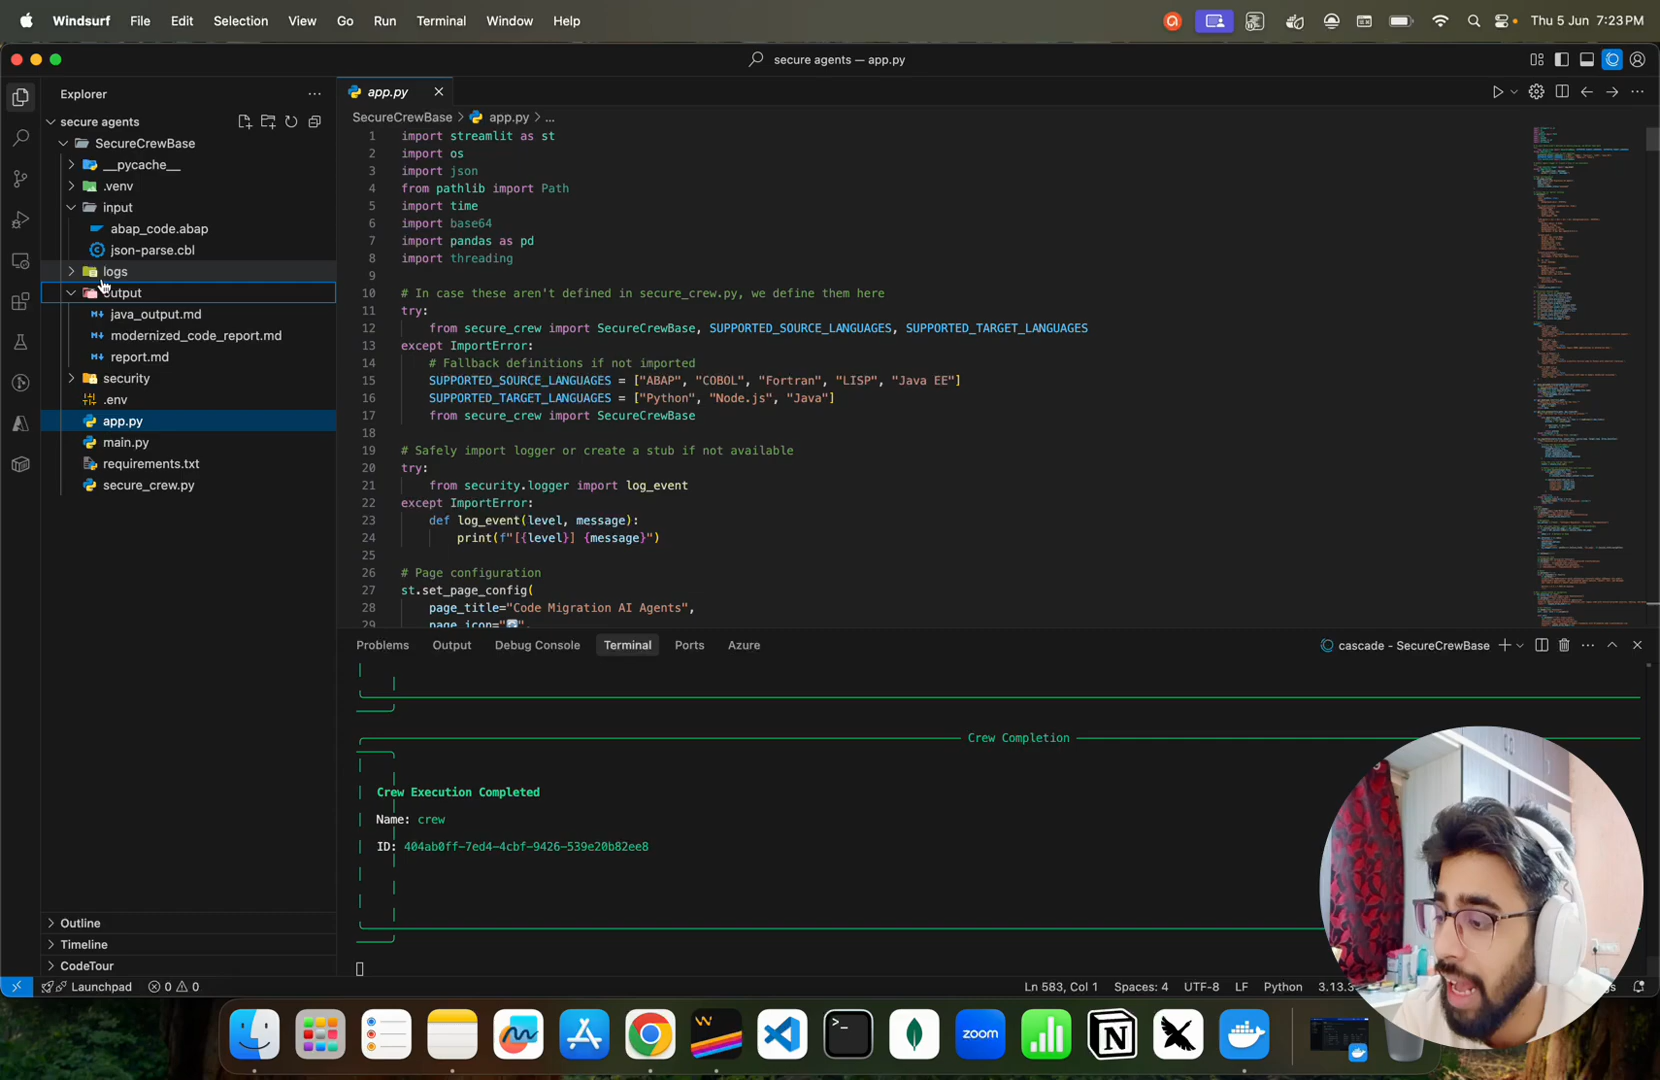 Windsurf File Edit Selection View Go Run Terminal Window Help
Thu 5 Jun 7:23 PM
secure agents — app.py
Explorer
secure agents
SecureCrewBase
__pycache__
.venv
input
abap_code.abap
json-parse.cbl
logs
output
java_output.md
modernized_code_report.md
report.md
security
.env
app.py
main.py
requirements.txt
secure_crew.py
Outline
Timeline
CodeTour
app.py
SecureCrewBase > app.py > ...
1 import streamlit as st
2 import os
3 import json
4 from pathlib import Path
5 import time
6 import base64
7 import pandas as pd
8 import threading
9
10 # In case these aren't defined in secure_crew.py, we define them here
11 try:
12 from secure_crew import SecureCrewBase, SUPPORTED_SOURCE_LANGUAGES, SUPPORTED_TARGET_LANGUAGES
13 except ImportError:
14 # Fallback definitions if not imported
15 SUPPORTED_SOURCE_LANGUAGES = ["ABAP", "COBOL", "Fortran", "LISP", "Java EE"]
16 SUPPORTED_TARGET_LANGUAGES = ["Python", "Node.js", "Java"]
17 from secure_crew import SecureCrewBase
18
19 # Safely import logger or create a stub if not available
20 try:
21 from security.logger import log_event
22 except ImportError:
23 def log_event(level, message):
24 print(f"[{level}] {message}")
25
26 # Page configuration
27 st.set_page_config(
28 page_title="Code Migration AI Agents",
29 page_icon="
Problems Output Debug Console Terminal Ports Azure
cascade - SecureCrewBase
Crew Completion
Crew Execution Completed
Name: crew
ID: 404ab0ff-7ed4-4cbf-9426-539e20b82ee8
Launchpad 0 0
Ln 583, Col 1 Spaces: 4 UTF-8 LF Python 3.13.3
zoom